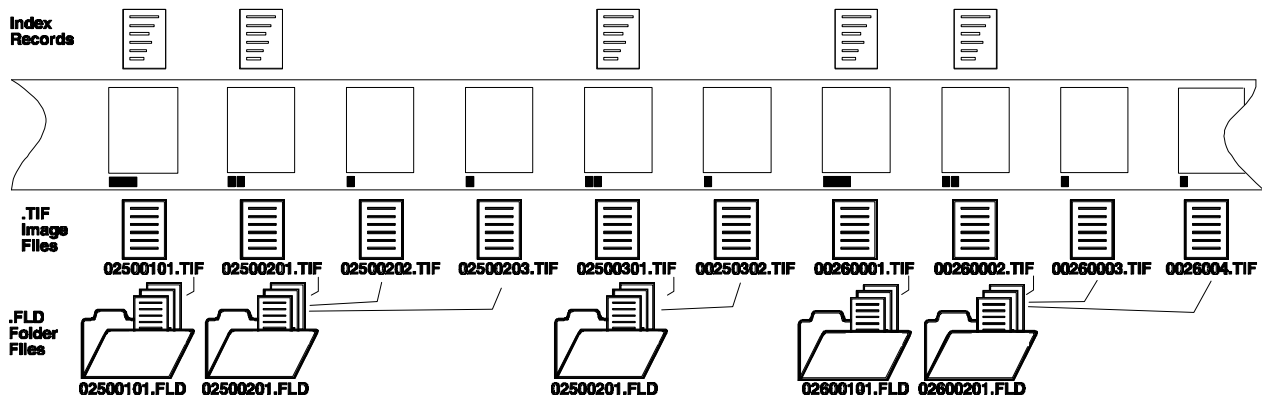 Index
Records
.TIF
Image
Files
02500101.TIF 02500201.TIF 02500202.TIF 02500203.TIF 02500301.TIF 00250302.TIF 00260001.TIF 00260002.TIF 00260003.TIF 0026004.TIF
.FLD
Folder
Files
02500101.FLD 02500201.FLD 02500201.FLD 02600101.FLD 02600201.FLD